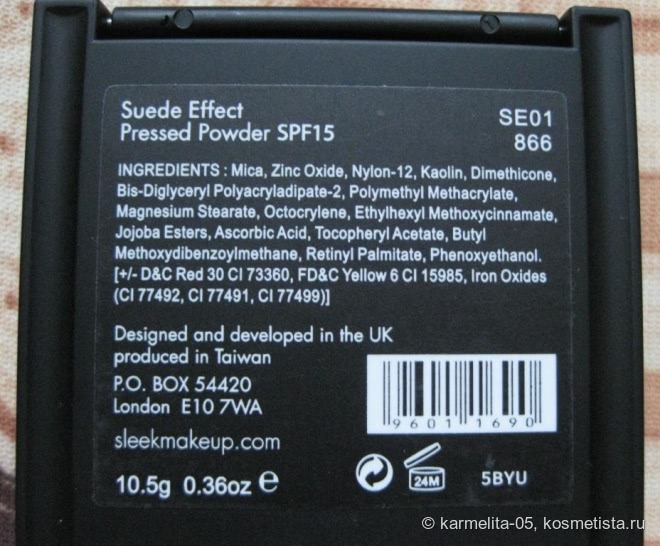 Suede Effect
Pressed Powder SPF15
SE01
866
INGREDIENTS : Mica, Zinc Oxide, Nylon-12, Kaolin, Dimethicone,
Bis-Diglyceryl Polyacryladipate-2, Polymethyl Methacrylate,
Magnesium Stearate, Octocrylene, Ethylhexyl Methoxycinnamate,
Jojoba Esters, Ascorbic Acid, Tocopheryl Acetate, Butyl
Methoxydibenzoylmethane, Retinyl Palmitate, Phenoxyethanol.
[+/- D&C Red 30 CI 73360, FD&C Yellow 6 CI 15985, Iron Oxides
(CI 77492, CI 77491, CI 77499)]
Designed and developed in the UK
produced in Taiwan
P.O. BOX 54420
London E10 7WA
sleekmakeup.com
9601 1690
10.5g 0.36oz e
24M
5BYU
© karmelita-05, kosmetista.ru